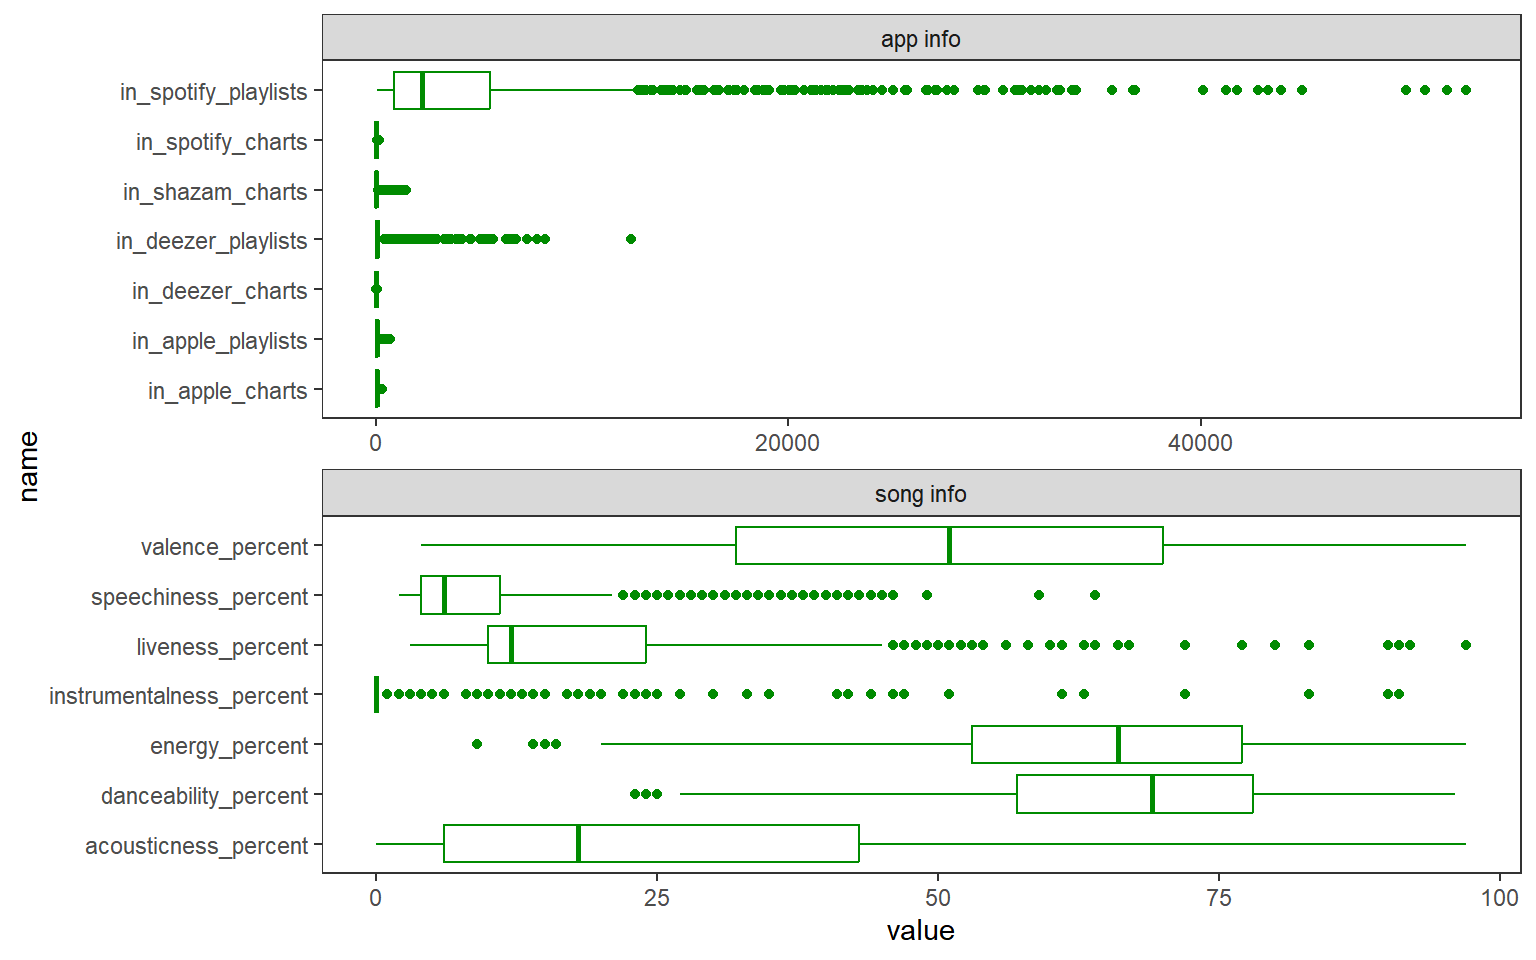 app info
in_spotify_playlists
in_spotify_charts
in_shazam_charts
in_deezer_playlists
in_deezer_charts
in_apple_playlists
in_apple_charts
0 20000 40000
name
song info
valence_percent
speechiness_percent
liveness_percent
instrumentalness_percent
energy_percent
danceability_percent
acousticness_percent
0 25 50 75 100
value